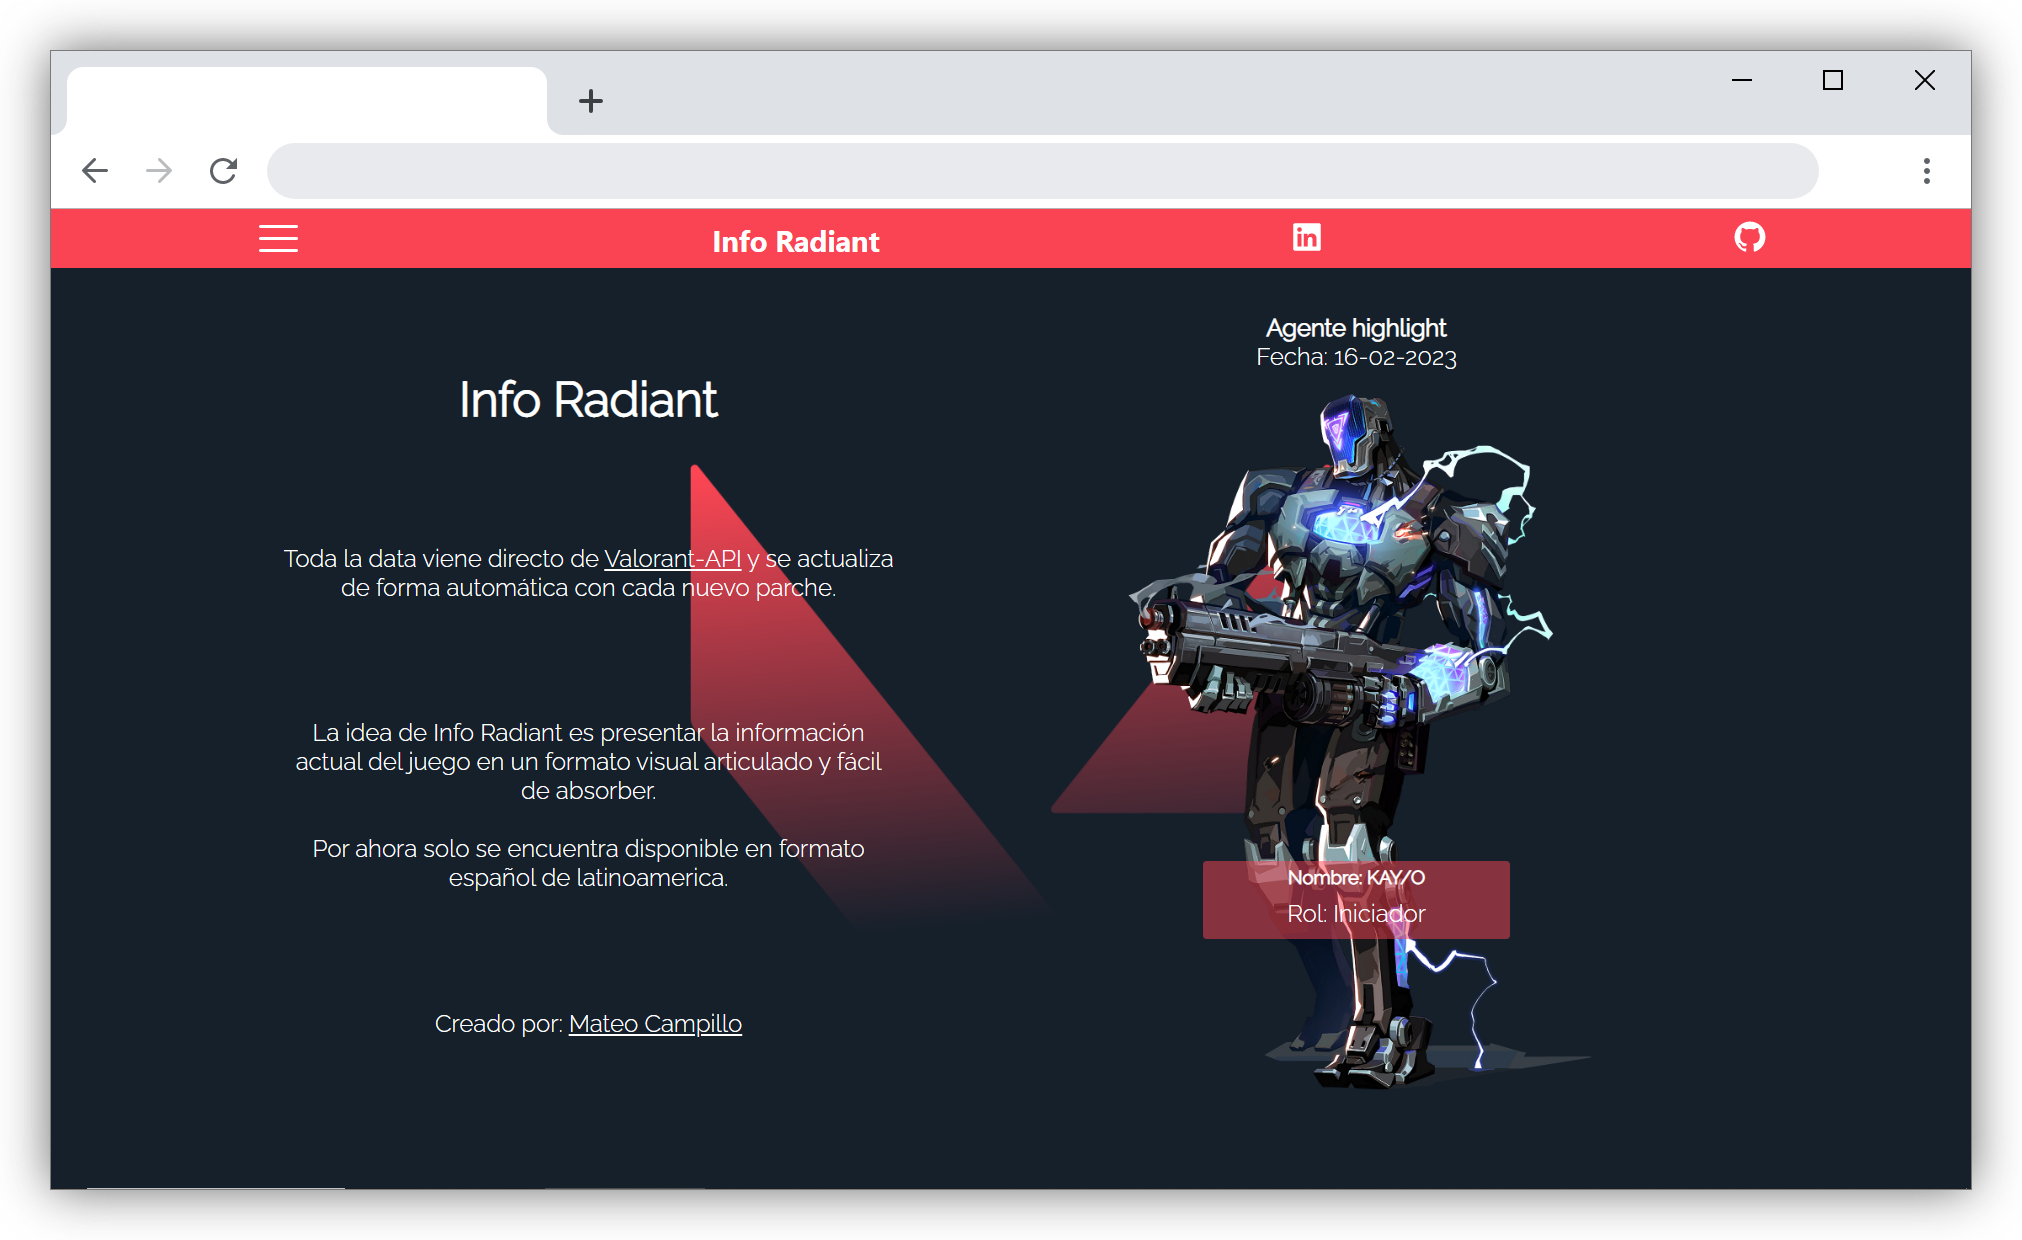 Info Radiant
Info Radiant
Toda la data viene directo de Valorant-API y se actualiza
de forma automática con cada nuevo parche.
La idea de Info Radiant es presentar la información
actual del juego en un formato visual articulado y fácil
de absorber.
Por ahora solo se encuentra disponible en formato
español de latinoamerica.
Creado por: Mateo Campillo
Agente highlight
Fecha: 16-02-2023
Nombre: KAY/O
Rol: Iniciador